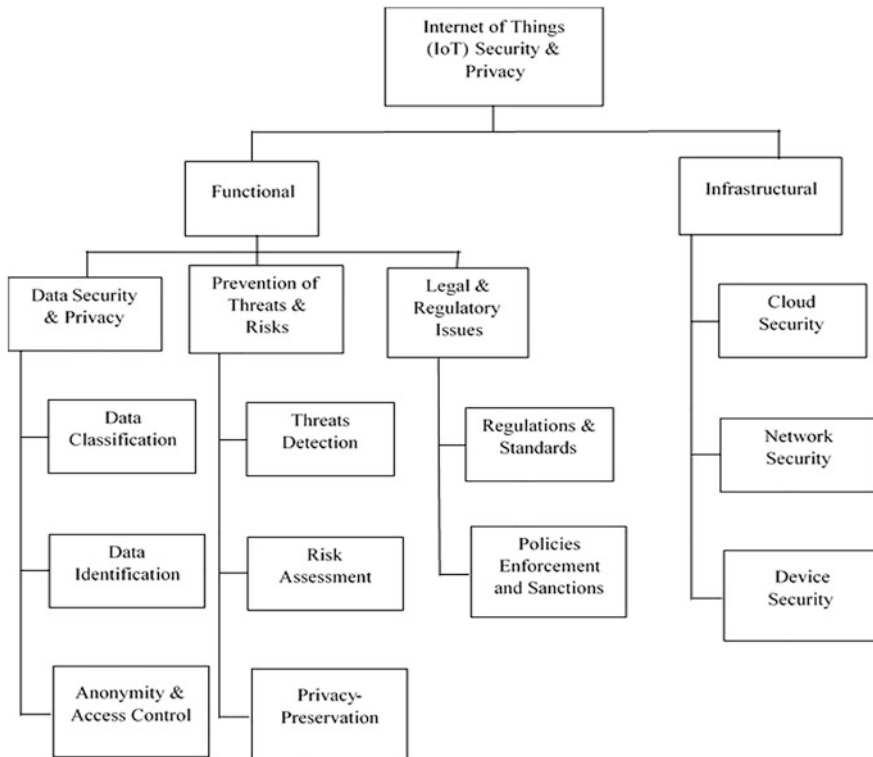 Internet of Things
(IoT) Security &
Privacy
Functional
Infrastructural
Data Security
& Privacy
Prevention of
Threats &
Risks
Legal &
Regulatory
Issues
Cloud
Security
Data
Classification
Threats
Detection
Regulations &
Standards
Network
Security
Data
Identification
Risk
Assessment
Policies
Enforcement
and Sanctions
Device
Security
Anonymity &
Access Control
Privacy-
Preservation